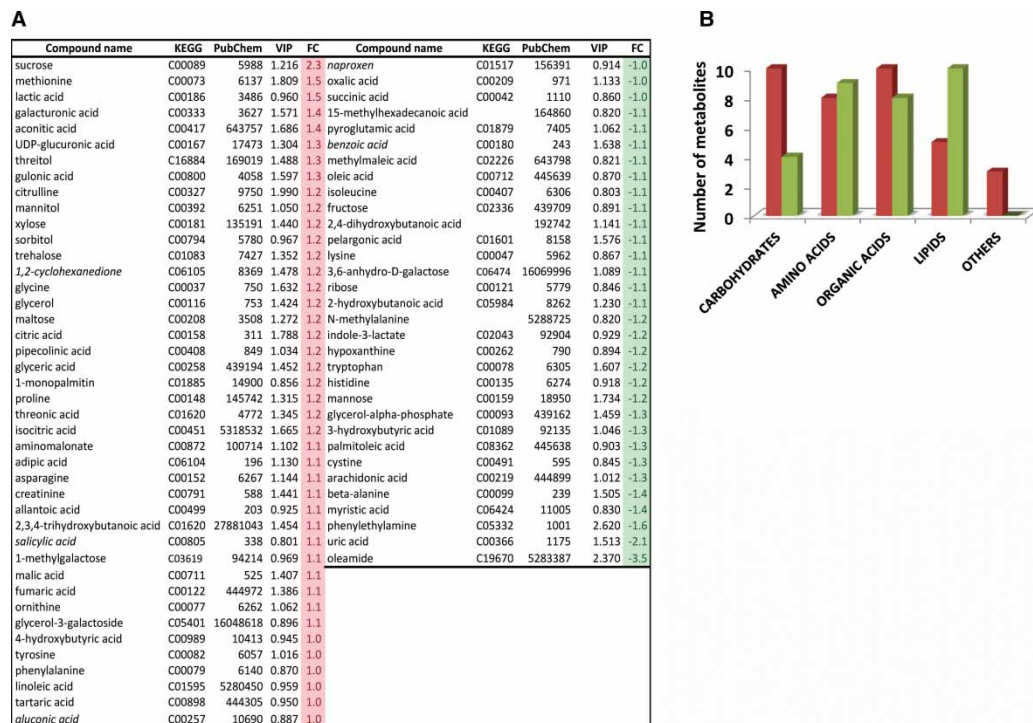 A
B
Compound name KEGG PubChem VIP FC Compound name KEGG PubChem VIP FC
sucrose C00089 5988 1.216 2.3 naproxen C01517 156391 0.914 -1.0
methionine C00073 6137 1.809 1.5 oxalic acid C00209 971 1.133 -1.0
lactic acid C00186 3486 0.960 1.5 succinic acid C00042 1110 0.860 -1.0
galacturonic acid C00333 3627 1.571 1.4 15-methylhexadecanoic acid 164860 0.820 -1.1
aconitic acid C00417 643757 1.686 1.4 pyroglutamic acid C01879 7405 1.062 -1.1
UDP-glucuronic acid C00167 17473 1.304 1.3 benzoic acid C00180 243 1.638 -1.1
threitol C16884 169019 1.488 1.3 methylmaleic acid C02226 643798 0.821 -1.1
gulonic acid C00800 4058 1.597 1.3 oleic acid C00712 445639 0.870 -1.1
citrulline C00327 9750 1.990 1.2 isoleucine C00407 6306 0.803 -1.1
mannitol C00392 6251 1.050 1.2 fructose C02336 439709 0.891 -1.1
xylose C00181 135191 1.440 1.2 2,4-dihydroxybutanoic acid 192742 1.141 -1.1
sorbitol C00794 5780 0.967 1.2 pelargonic acid C01601 8158 1.576 -1.1
trehalose C01083 7427 1.352 1.2 lysine C00047 5962 0.867 -1.1
1,2-cyclohexanedione C06105 8369 1.478 1.2 3,6-anhydro-D-galactose C06474 16069996 1.089 -1.1
glycine C00037 750 1.632 1.2 ribose C00121 5779 0.846 -1.1
glycerol C00116 753 1.424 1.2 2-hydroxybutanoic acid C05984 8262 1.230 -1.1
maltose C00208 3508 1.272 1.2 N-methylalanine 5288725 0.820 -1.2
citric acid C00158 311 1.788 1.2 indole-3-lactate C02043 92904 0.929 -1.2
pipecolinic acid C00408 849 1.034 1.2 hypoxanthine C00262 790 0.894 -1.2
glyceric acid C00258 439194 1.452 1.2 tryptophan C00078 6305 1.607 -1.2
1-monopalmitin C01885 14900 0.856 1.2 histidine C00135 6274 0.918 -1.2
proline C00148 145742 1.315 1.2 mannose C00159 18950 1.734 -1.2
threonic acid C01620 4772 1.345 1.2 glycerol-alpha-phosphate C00093 439162 1.459 -1.3
isocitric acid C00451 5318532 1.665 1.2 3-hydroxybutyric acid C01089 92135 1.046 -1.3
aminomalonate C00872 100714 1.102 1.1 palmitoleic acid C08362 445638 0.903 -1.3
adipic acid C06104 196 1.130 1.1 cystine C00491 595 0.845 -1.3
asparagine C00152 6267 1.144 1.1 arachidonic acid C00219 444899 1.012 -1.3
creatinine C00791 588 1.441 1.1 beta-alanine C00099 239 1.505 -1.4
allantoic acid C00499 203 0.925 1.1 myristic acid C06424 11005 0.830 -1.4
2,3,4-trihydroxybutanoic acid C01620 27881043 1.454 1.1 phenylethylamine C05332 1001 2.620 -1.6
salicylic acid C00805 338 0.801 1.1 uric acid C00366 1175 1.513 -2.1
1-methylgalactose C03619 94214 0.969 1.1 oleamide C19670 5283387 2.370 -3.5
malic acid C00711 525 1.407 1.1
fumaric acid C00122 444972 1.386 1.1
ornithine C00077 6262 1.062 1.1
glycerol-3-galactoside C05401 16048618 0.896 1.1
4-hydroxybutyric acid C00989 10413 0.945 1.0
tyrosine C00082 6057 1.016 1.0
phenylalanine C00079 6140 0.870 1.0
linoleic acid C01595 5280450 0.959 1.0
tartaric acid C00898 444305 0.950 1.0
gluconic acid C00257 10690 0.887 1.0
Number of metabolites
10
8
6
4
2
0
CARBOHYDRATES
AMINO ACIDS
ORGANIC ACIDS
LIPIDS
OTHERS